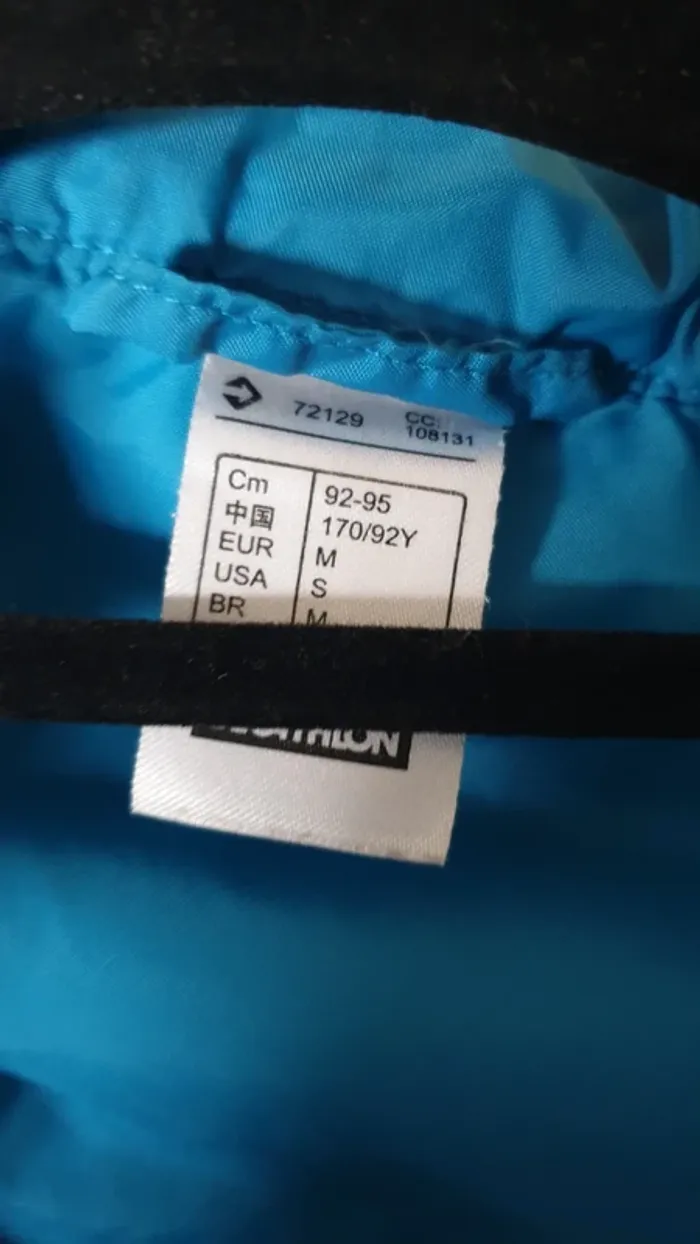 72129 CC:
108131
Cm 92-95
中国 170/92Y
EUR M
USA S
BR M